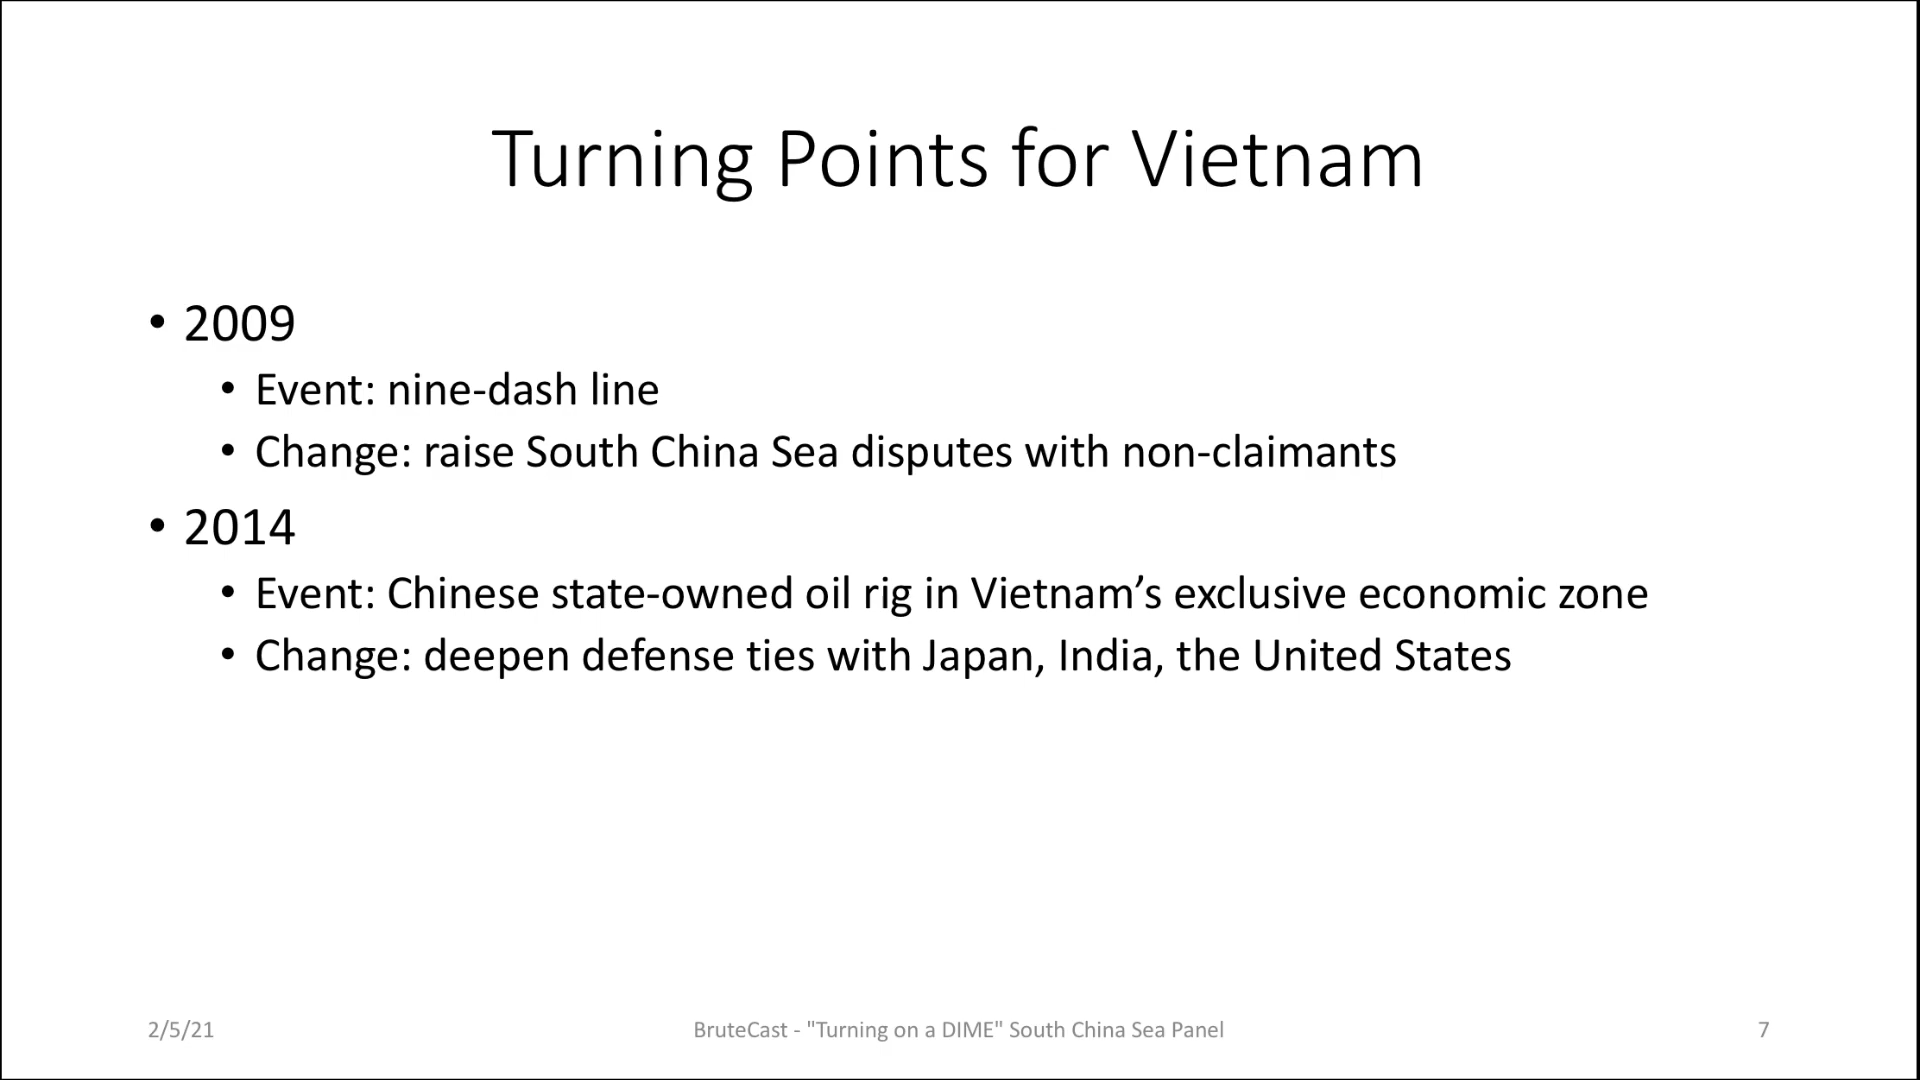 Turning Points for Vietnam
• 2009
• Event: nine-dash line
• Change: raise South China Sea disputes with non-claimants
• 2014
• Event: Chinese state-owned oil rig in Vietnam’s exclusive economic zone
• Change: deepen defense ties with Japan, India, the United States
2/5/21
BruteCast - "Turning on a DIME" South China Sea Panel
7